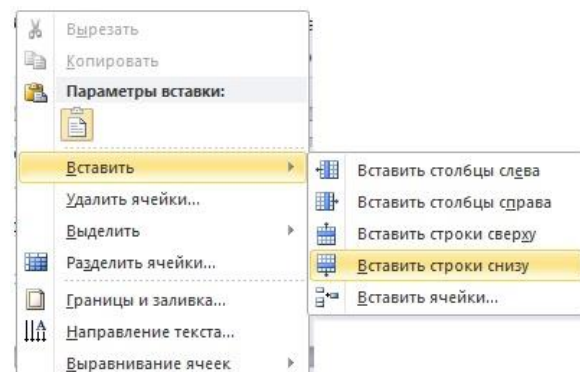 Вырезать
Копировать
Параметры вставки:
Вставить
Удалить ячейки...
Выделить
Разделить ячейки...
Границы и заливка...
Направление текста...
Выравнивание ячеек
Вставить столбцы слева
Вставить столбцы справа
Вставить строки сверху
Вставить строки снизу
Вставить ячейки...